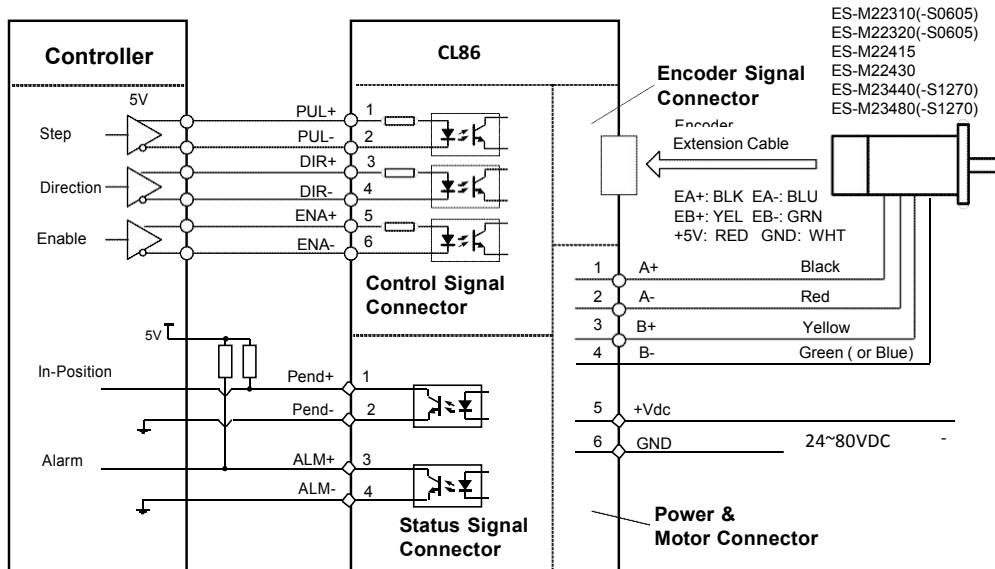 ES-M22310(-S0605)
ES-M22320(-S0605)
ES-M22415
ES-M22430
ES-M23440(-S1270)
ES-M23480(-S1270)
Controller
CL86
Encoder Signal
Connector
Encoder
Extension Cable
EA+: BLK EA-: BLU
EB+: YEL EB-: GRN
+5V: RED GND: WHT
5V
Step
PUL+
1
PUL-
2
Direction
DIR+
3
DIR-
4
Enable
ENA+
5
ENA-
6
Control Signal
Connector
1 A+ Black
2 A- Red
3 B+ Yellow
4 B- Green ( or Blue)
5V
In-Position
Pend+
1
Pend-
2
5 +Vdc
6 GND
24~80VDC -
Alarm
ALM+
3
ALM-
4
Status Signal
Connector
Power &
Motor Connector